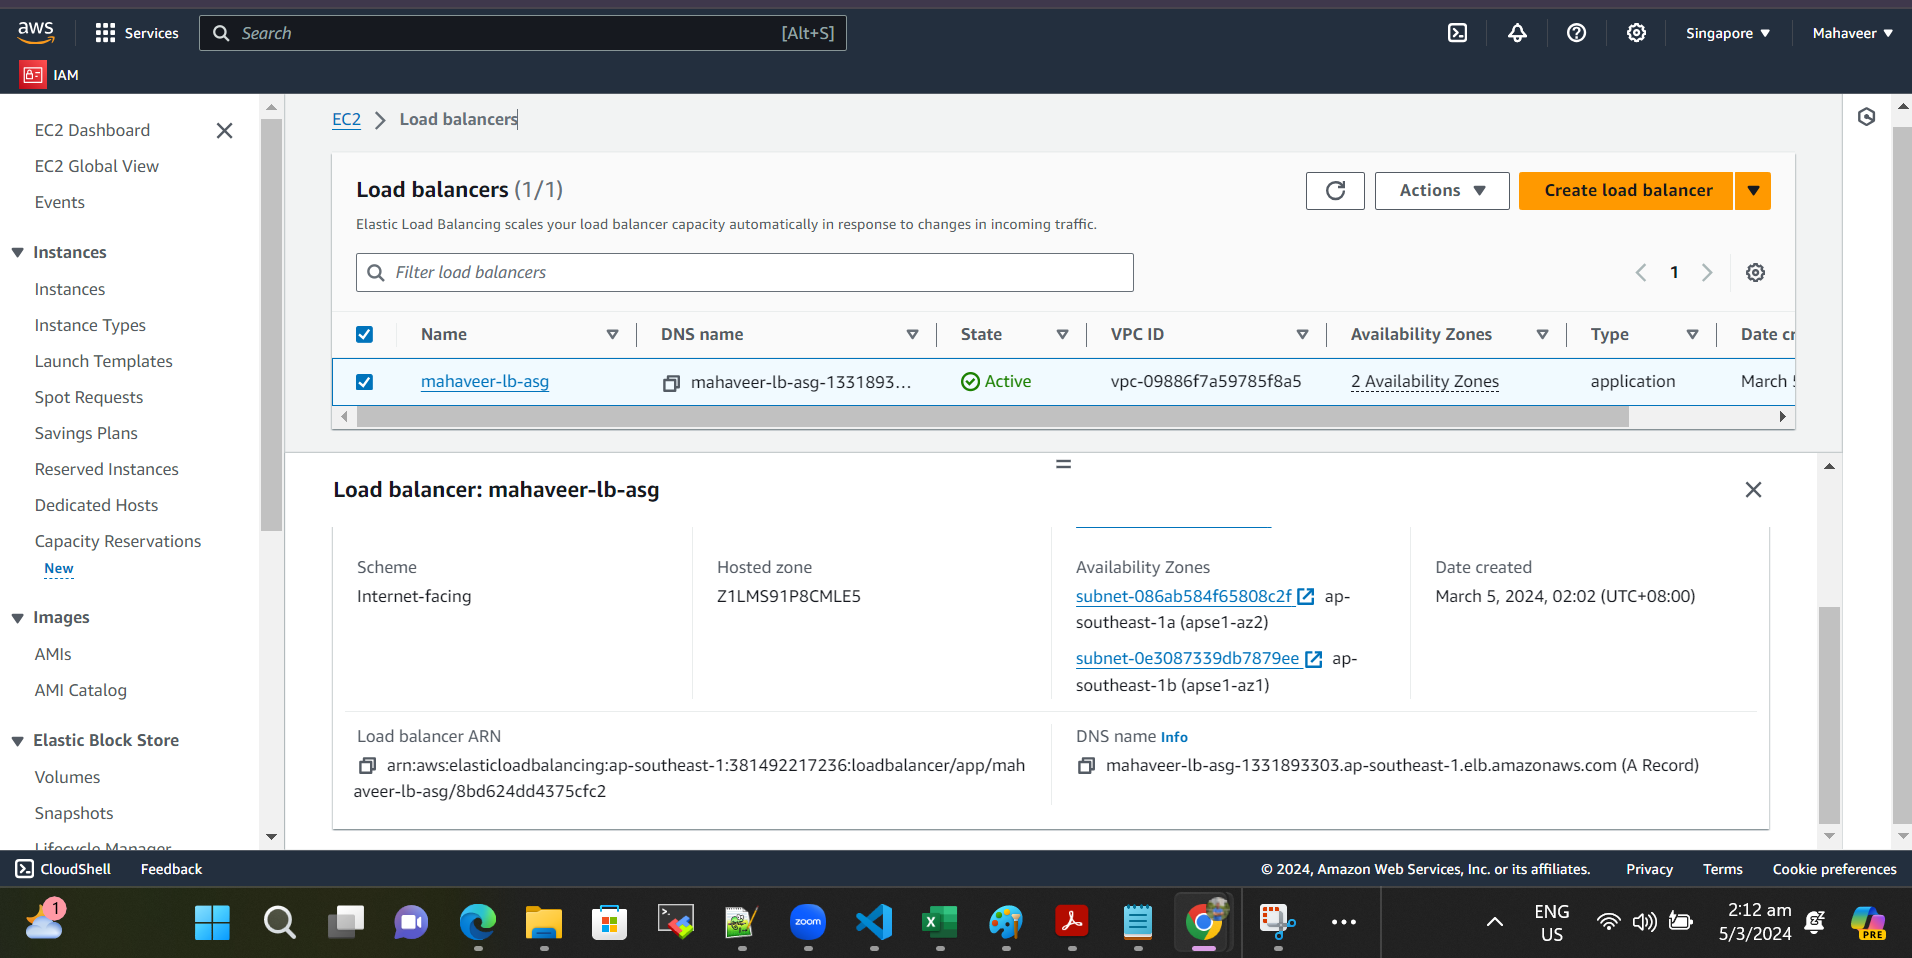 aws
Services
Search
[Alt+S]
Singapore
Mahaveer
IAM
EC2 Dashboard
EC2 Global View
Events
Instances
Instances
Instance Types
Launch Templates
Spot Requests
Savings Plans
Reserved Instances
Dedicated Hosts
Capacity Reservations
New
Images
AMIs
AMI Catalog
Elastic Block Store
Volumes
Snapshots
Lifecycle Manager
EC2 > Load balancers
Load balancers (1/1)
Actions
Create load balancer
Elastic Load Balancing scales your load balancer capacity automatically in response to changes in incoming traffic.
Filter load balancers
1
Name
DNS name
State
VPC ID
Availability Zones
Type
Date cr
mahaveer-lb-asg
mahaveer-lb-asg-1331893...
Active
vpc-09886f7a59785f8a5
2 Availability Zones
application
March 5
Load balancer: mahaveer-lb-asg
Scheme
Internet-facing
Hosted zone
Z1LMS91P8CMLE5
Availability Zones
subnet-086ab584f65808c2f ap-
southeast-1a (apse1-az2)
subnet-0e3087339db7879ee ap-
southeast-1b (apse1-az1)
Date created
March 5, 2024, 02:02 (UTC+08:00)
Load balancer ARN
arn:aws:elasticloadbalancing:ap-southeast-1:381492217236:loadbalancer/app/mah
aveer-lb-asg/8bd624dd4375cfc2
DNS name Info
mahaveer-lb-asg-1331893303.ap-southeast-1.elb.amazonaws.com (A Record)
CloudShell
Feedback
© 2024, Amazon Web Services, Inc. or its affiliates.
Privacy
Terms
Cookie preferences
1
zoom
ENG
US
2:12 am
5/3/2024
PRE